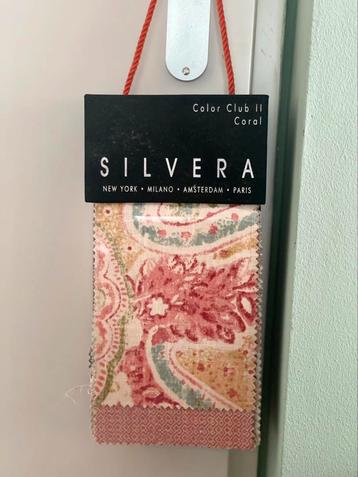 Color Club II
Coral
SILVERA
NEW YORK • MILANO • AMSTERDAM • PARIS